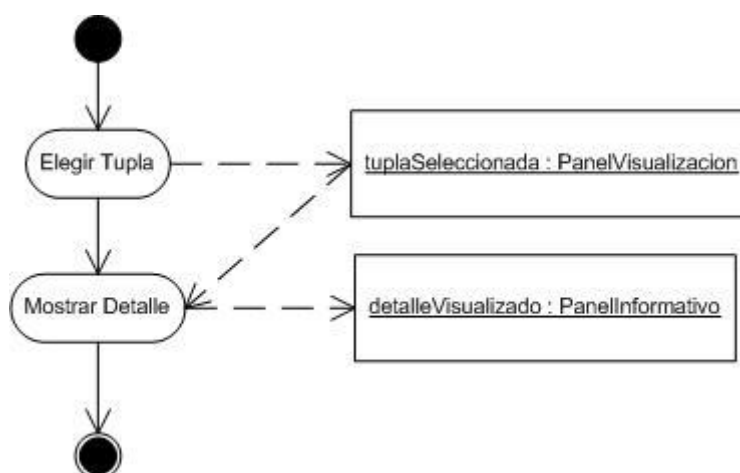 Elegir Tupla
tuplaSeleccionada : PanelVisualizacion
Mostrar Detalle
detalleVisualizado : PanelInformativo